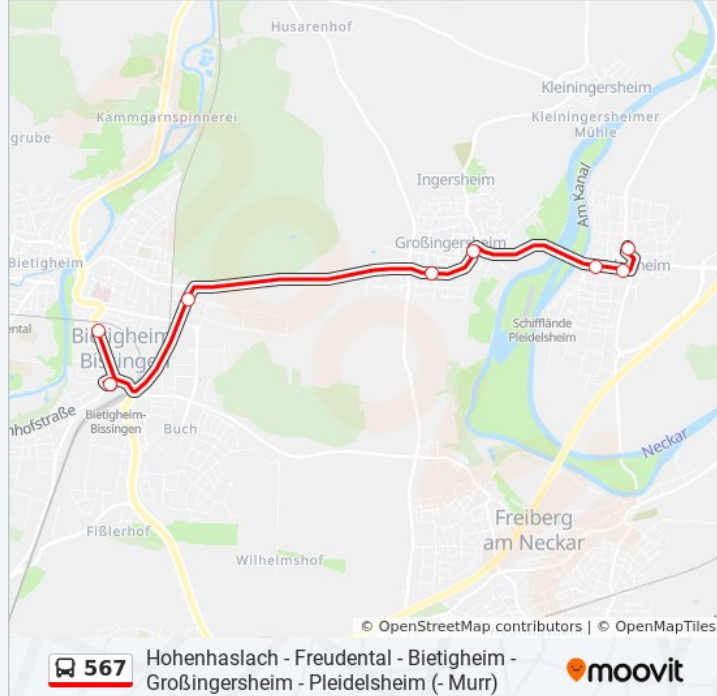 Husarenhof
Kleiningersheim
Kammgarnspinnerei
Kleiningersheimer
Mühle
grube
Ingersheim
Am Kanal
Großingersheim
Bietigheim
heim
Schifflände
Pleidelsheim
ental
Bietigheim
Bissingen
nhofstraße
Bietigheim-
Bissingen
Buch
Neckar
Freiberg
am Neckar
Fißlerhof
Wilhelmshof
© OpenStreetMap contributors | © OpenMapTiles
567
Hohenhaslach - Freudental - Bietigheim -
Großingersheim - Pleidelsheim (- Murr)
moovit